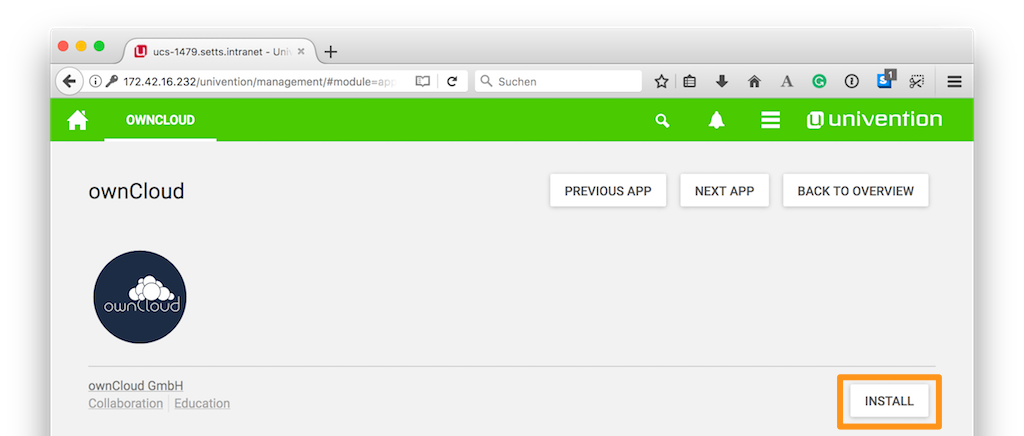 ucs-1479.setts.intranet - Univ
172.42.16.232/univention/management/#module=app
Suchen
1
OWNCLOUD
univention
ownCloud
PREVIOUS APP
NEXT APP
BACK TO OVERVIEW
ownCloud
ownCloud GmbH
Collaboration
Education
INSTALL